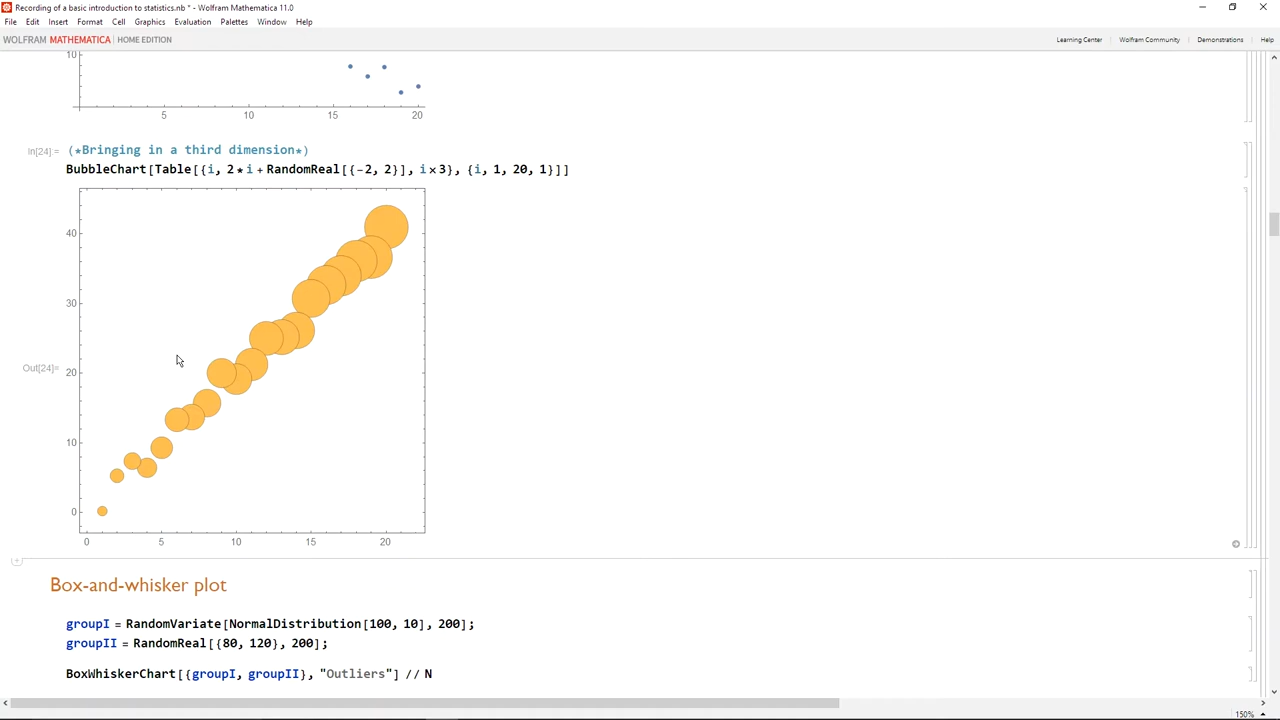 Recording of a basic introduction to statistics.nb * - Wolfram Mathematica 11.0
File Edit Insert Format Cell Graphics Evaluation Palettes Window Help
WOLFRAM MATHEMATICA | HOME EDITION
Learning Center Wolfram Community Demonstrations Help
10
5 10 15 20
In[24]:= (*Bringing in a third dimension*)
BubbleChart[Table[{i, 2*i + RandomReal[{-2, 2}], i×3}, {i, 1, 20, 1}]]
40
30
Out[24]=
20
10
0
0 5 10 15 20
Box-and-whisker plot
groupI = RandomVariate[NormalDistribution[100, 10], 200];
groupII = RandomReal[{80, 120}, 200];
BoxWhiskerChart[{groupI, groupII}, "Outliers"] // N
150%